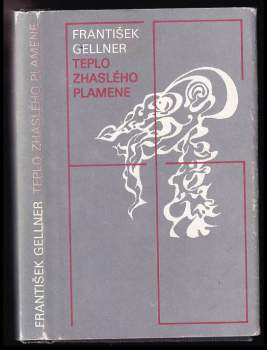 FRANTIŠEK
GELLNER
TEPLO
ZHASLÉHO
PLAMENE
FRANTIŠEK GELLNER TEPLO ZHASLÉHO PLAMENE